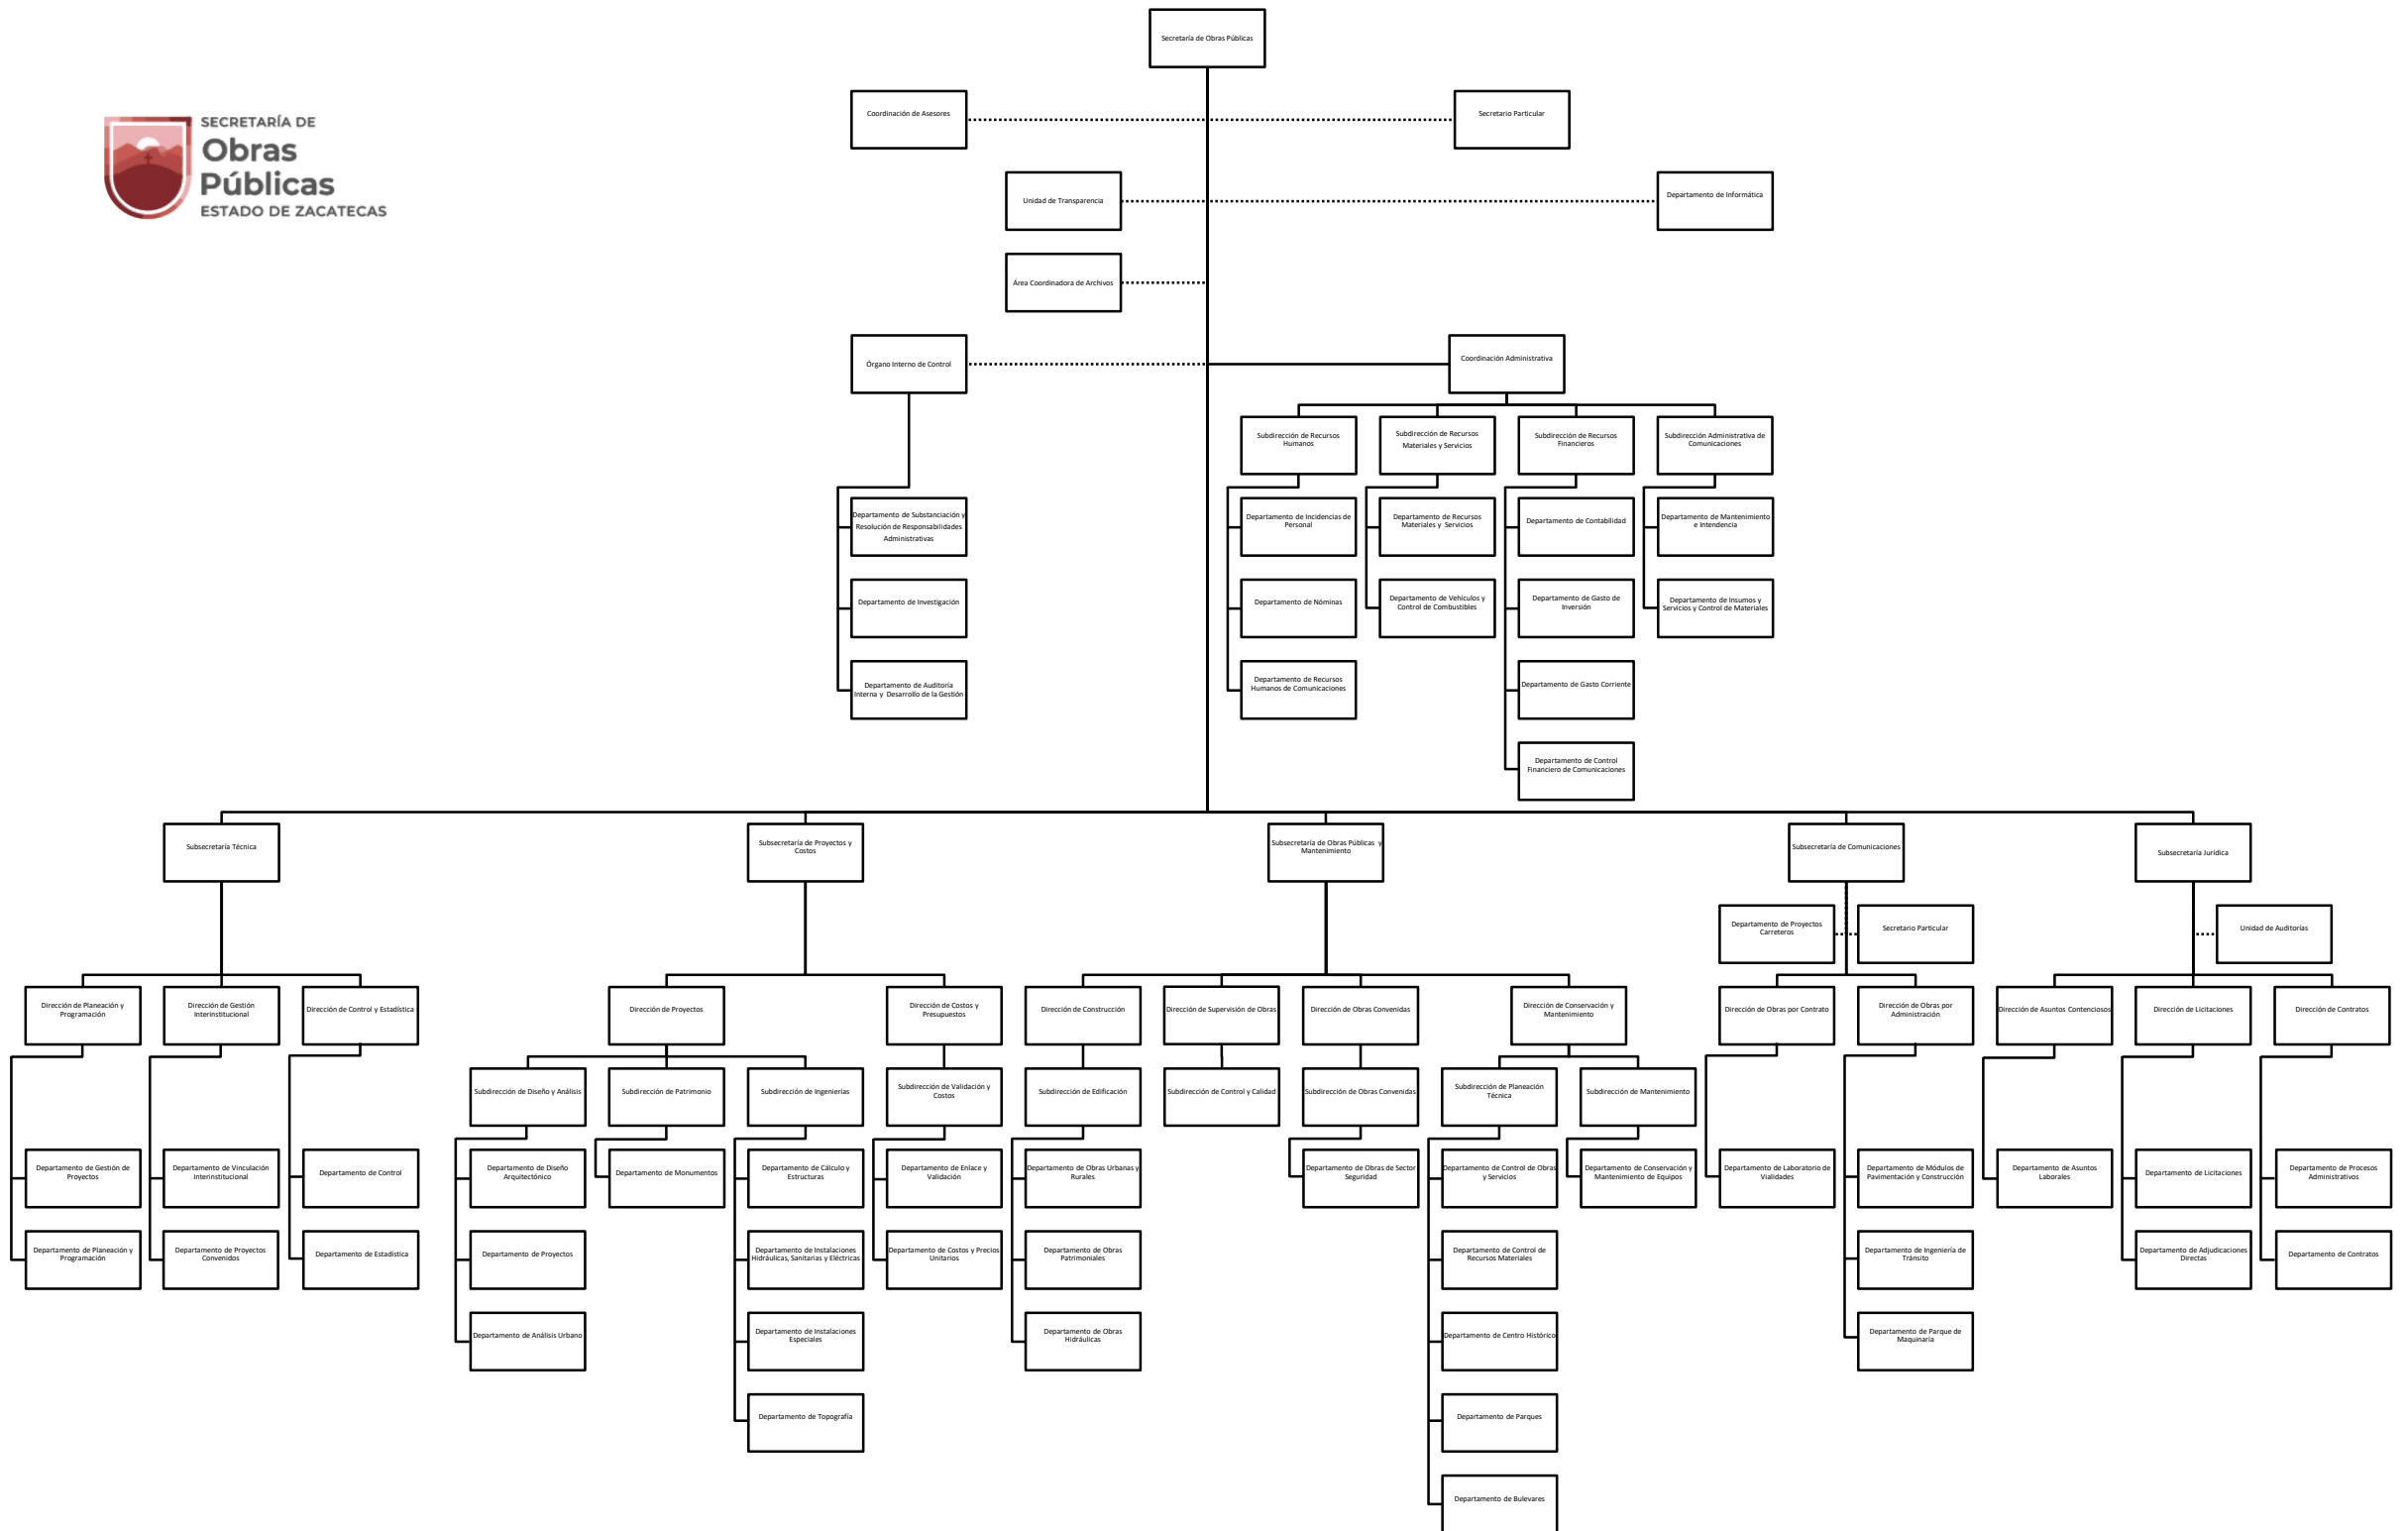 Secretaría de Obras Públicas
SECRETARÍA DE
Obras
Públicas
ESTADO DE ZACATECAS
Coordinación de Asesores
Secretario Particular
Unidad de Transparencia
Departamento de Informática
Área Coordinadora de Archivos
Órgano Interno de Control
Coordinación Administrativa
Subdirección de Recursos
Humanos
Subdirección de Recursos
Materiales y Servicios
Subdirección de Recursos
Financieros
Subdirección Administrativa de
Comunicaciones
Departamento de Substanciación y
Resolución de Responsabilidades
Administrativas
Departamento de Incidencias de
Personal
Departamento de Recursos
Materiales y Servicios
Departamento de Contabilidad
Departamento de Mantenimiento
e Intendencia
Departamento de Investigación
Departamento de Nóminas
Departamento de Vehículos y
Control de Combustibles
Departamento de Gasto de
Inversión
Departamento de Insumos y
Servicios y Control de Materiales
Departamento de Auditoría
Interna y Desarrollo de la Gestión
Departamento de Recursos
Humanos de Comunicaciones
Departamento de Gasto Corriente
Departamento de Control
Financiero de Comunicaciones
Subsecretaría Técnica
Subsecretaría de Proyectos y
Costos
Subsecretaría de Obras Públicas y
Mantenimiento
Subsecretaría de Comunicaciones
Subsecretaría Jurídica
Departamento de Proyectos
Carreteros
Secretario Particular
Unidad de Auditorías
Dirección de Planeación y
Programación
Dirección de Gestión
Interinstitucional
Dirección de Control y Estadística
Dirección de Proyectos
Dirección de Costos y
Presupuestos
Dirección de Construcción
Dirección de Supervisión de Obras
Dirección de Obras Convenidas
Dirección de Conservación y
Mantenimiento
Dirección de Obras por Contrato
Dirección de Obras por
Administración
Dirección de Asuntos Contenciosos
Dirección de Licitaciones
Dirección de Contratos
Subdirección de Diseño y Análisis
Subdirección de Patrimonio
Subdirección de Ingenierías
Subdirección de Validación y
Costos
Subdirección de Edificación
Subdirección de Control y Calidad
Subdirección de Obras Convenidas
Subdirección de Planeación
Técnica
Subdirección de Mantenimiento
Departamento de Gestión de
Proyectos
Departamento de Vinculación
Interinstitucional
Departamento de Control
Departamento de Diseño
Arquitectónico
Departamento de Monumentos
Departamento de Cálculo y
Estructuras
Departamento de Enlace y
Validación
Departamento de Obras Urbanas y
Rurales
Departamento de Obras de Sector
Seguridad
Departamento de Control de Obras
y Servicios
Departamento de Conservación y
Mantenimiento de Equipos
Departamento de Laboratorio de
Vialidades
Departamento de Módulos de
Pavimentación y Construcción
Departamento de Asuntos
Laborales
Departamento de Licitaciones
Departamento de Procesos
Administrativos
Departamento de Planeación y
Programación
Departamento de Proyectos
Convenidos
Departamento de Estadística
Departamento de Proyectos
Departamento de Instalaciones
Hidráulicas, Sanitarias y Eléctricas
Departamento de Costos y Precios
Unitarios
Departamento de Obras
Patrimoniales
Departamento de Control de
Recursos Materiales
Departamento de Ingeniería de
Tránsito
Departamento de Adjudicaciones
Directas
Departamento de Contratos
Departamento de Análisis Urbano
Departamento de Instalaciones
Especiales
Departamento de Obras
Hidráulicas
Departamento de Centro Histórico
Departamento de Parque de
Maquinaria
Departamento de Topografía
Departamento de Parques
Departamento de Bulevares